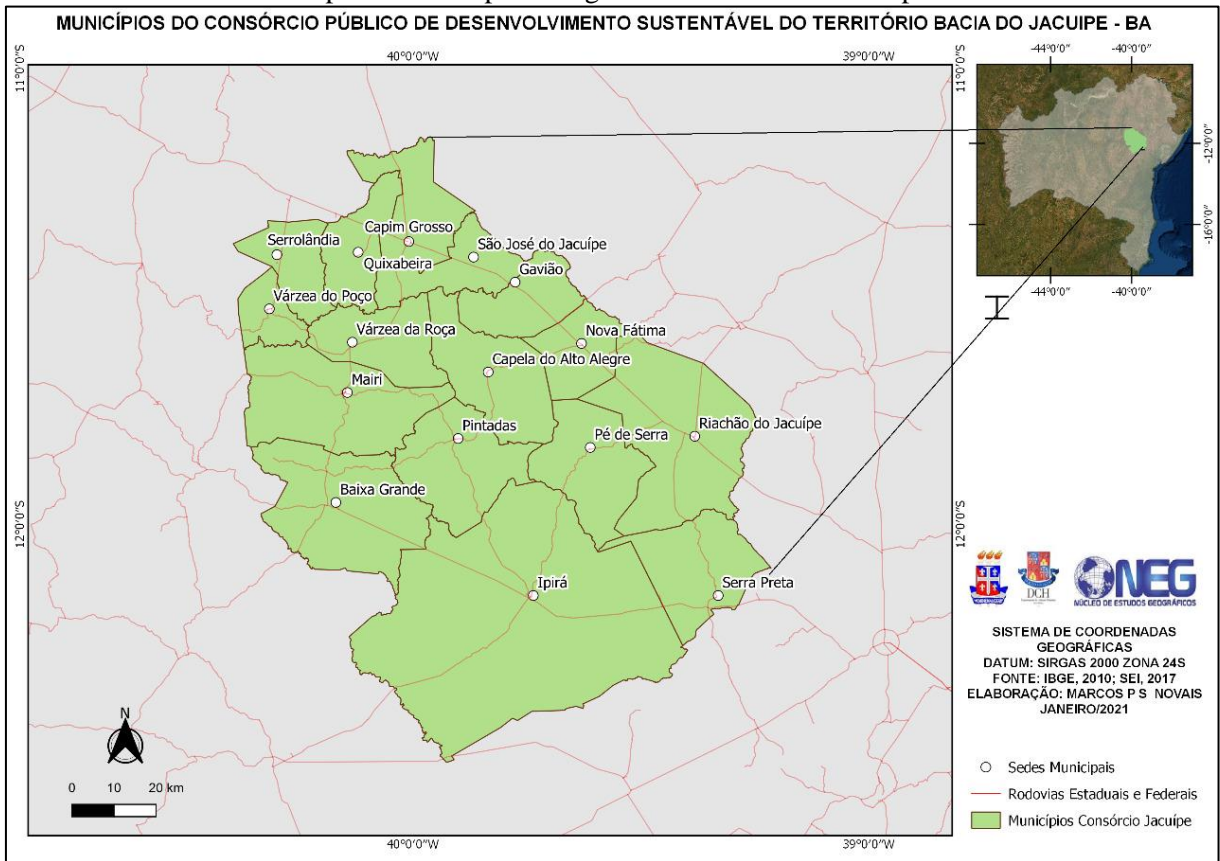 MUNICÍPIOS DO CONSÓRCIO PÚBLICO DE DESENVOLVIMENTO SUSTENTÁVEL DO TERRITÓRIO BACIA DO JACUIPE - BA
40°0'0"W
39°0'0"W
11°0'0"S
11°0'0"S
-44°0'0"
-40°0'0"
-12°0'0"
-16°0'0"
-44°0'0"
-40°0'0"
Capim Grosso
Serrolândia
São José do Jacuípe
Quixabeira
Gavião
Várzea do Poço
Várzea da Roça
Nova Fátima
Capela do Alto Alegre
Mairi
Pintadas
Riachão do Jacuípe
Pé de Serra
Baixa Grande
12°0'0"S
12°0'0"S
Ipirá
Serra Preta
DCH
NEG
NÚCLEO DE ESTUDOS GEOGRÁFICOS
SISTEMA DE COORDENADAS
GEOGRÁFICAS
DATUM: SIRGAS 2000 ZONA 24S
FONTE: IBGE, 2010; SEI, 2017
ELABORAÇÃO: MARCOS P S NOVAIS
JANEIRO/2021
N
0 10 20 km
Sedes Municipais
Rodovias Estaduais e Federais
Municípios Consórcio Jacuípe
40°0'0"W
39°0'0"W